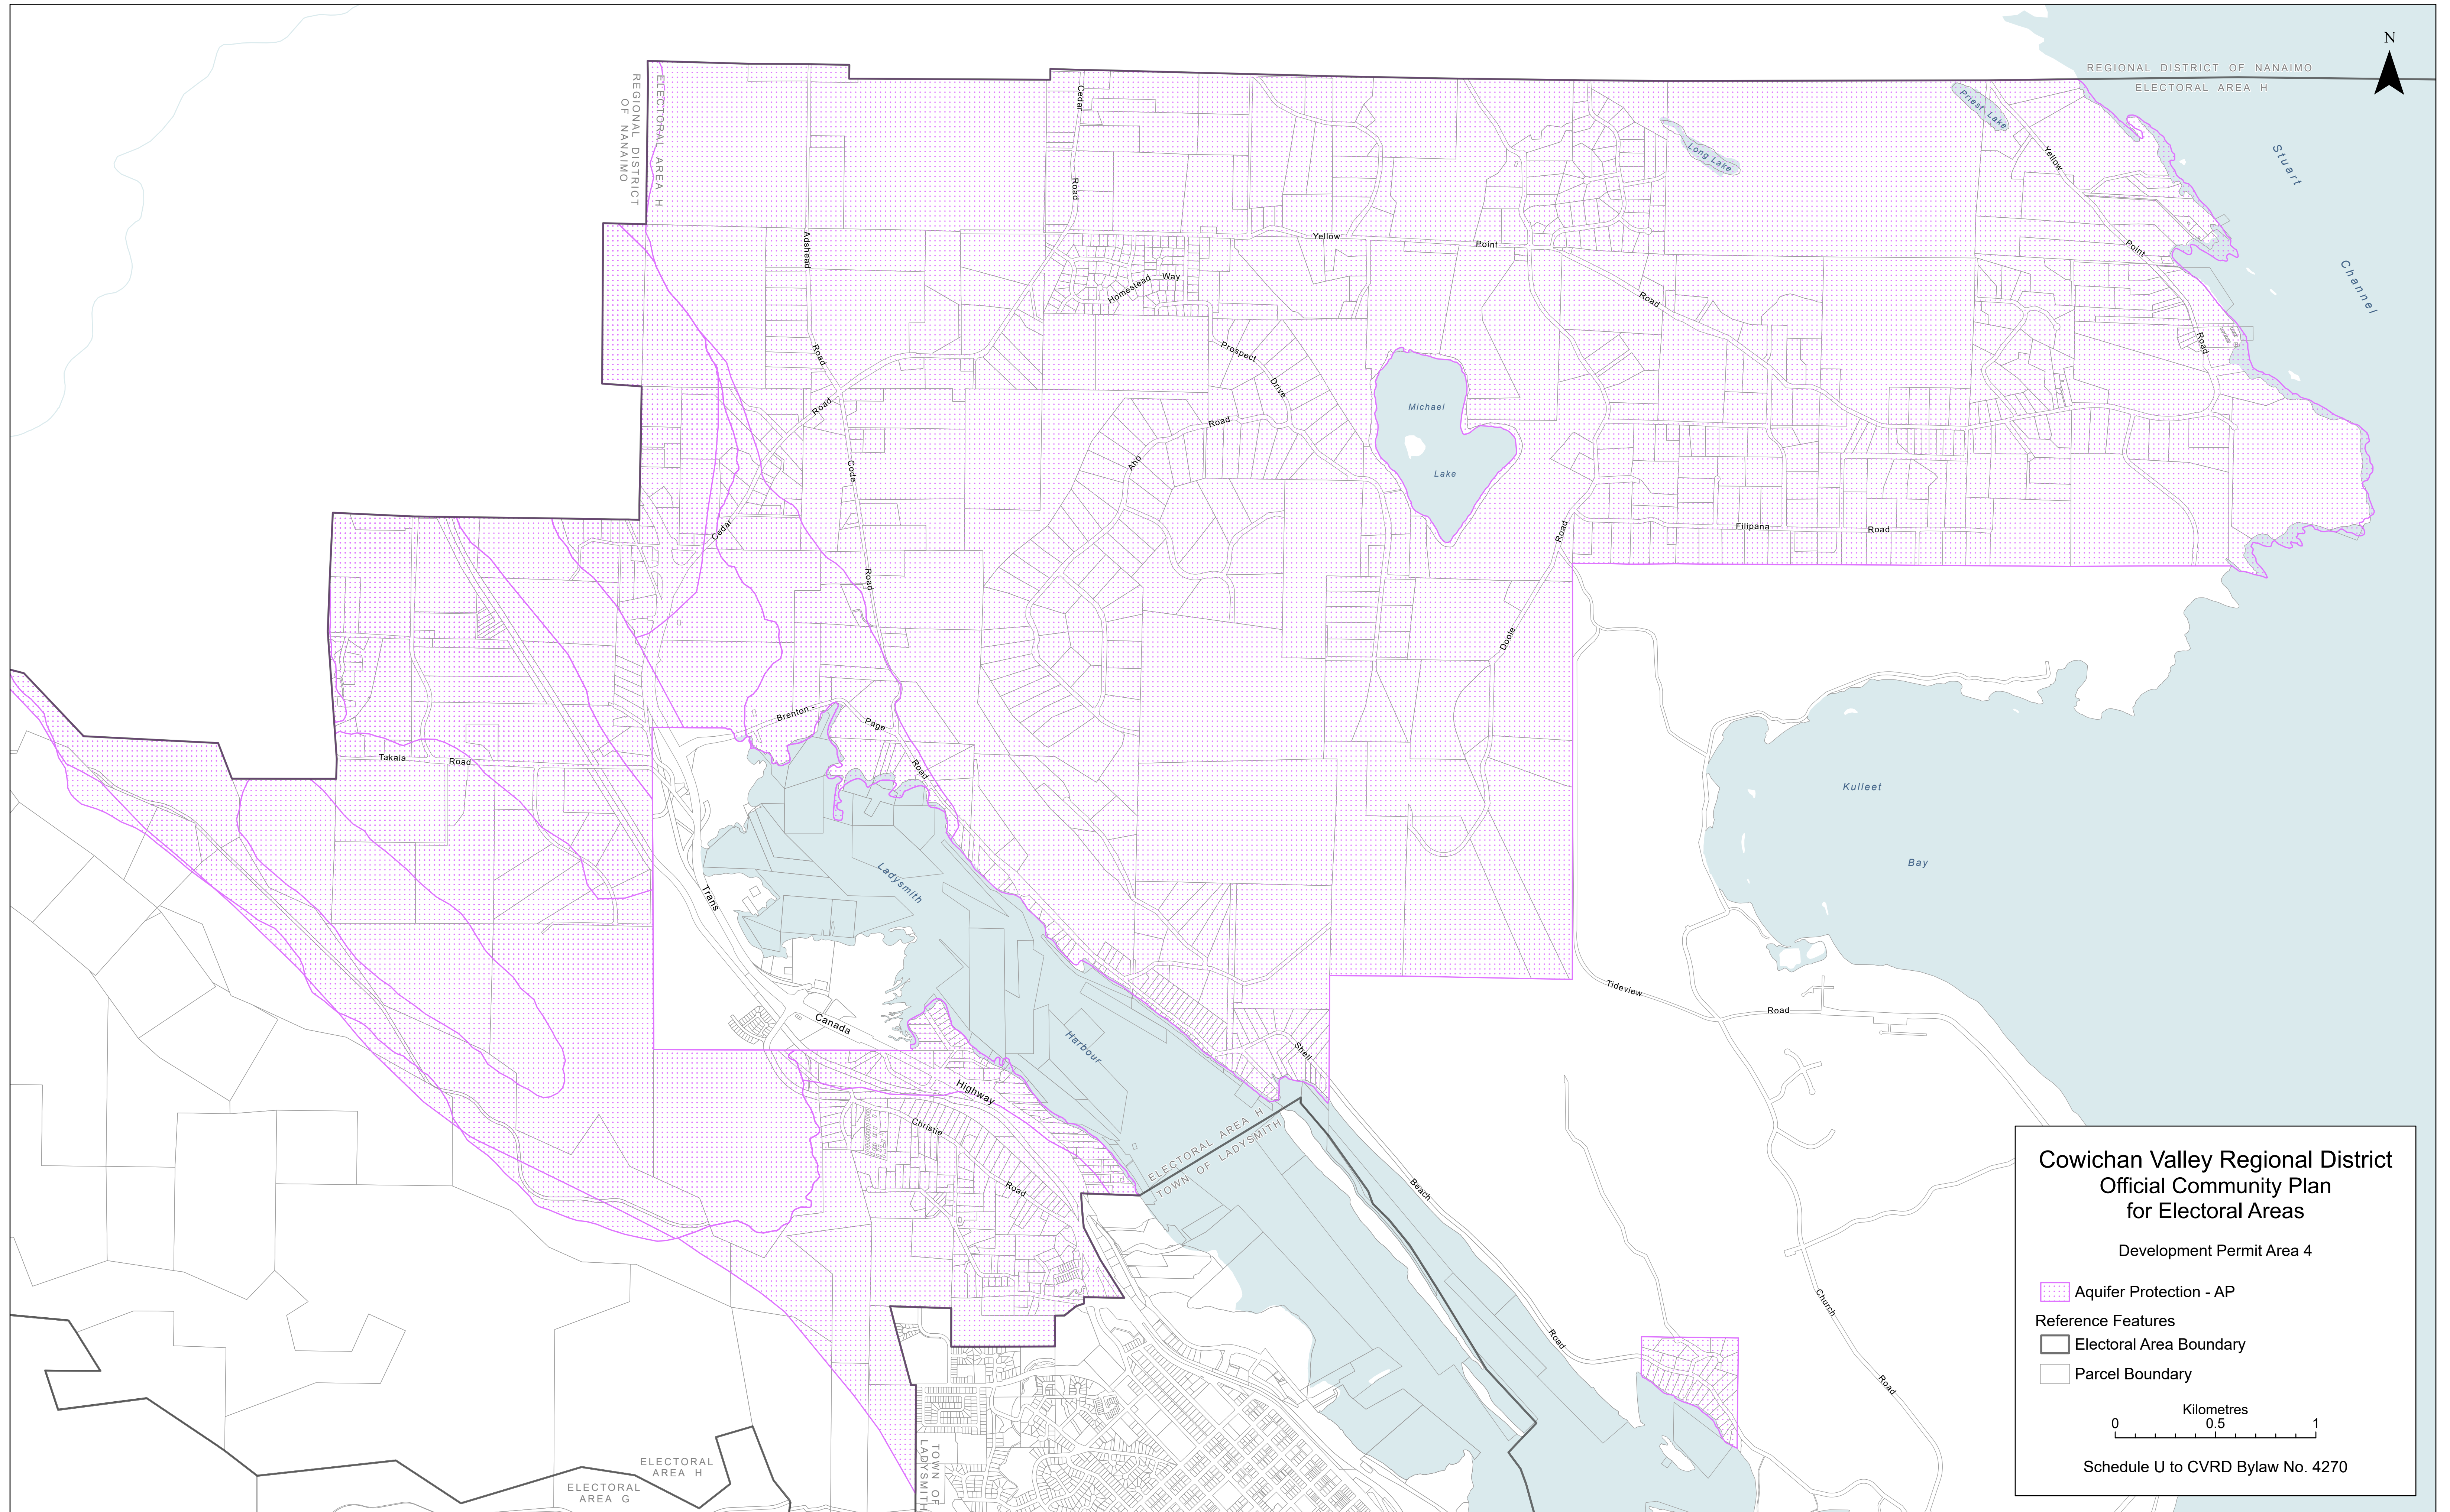 N
REGIONAL DISTRICT OF NANAIMO
ELECTORAL AREA H
ELECTORAL AREA H
REGIONAL DISTRICT
OF NANAIMO
Priest Lake
Long Lake
Stuart
Channel
Cedar
Road
Yellow
Point
Road
Adshead
Road
Yellow
Point
Road
Homestead Way
Prospect
Drive
Aho
Road
Michael
Lake
Cedar
Road
Code
Road
Filipana
Road
Doole
Road
Brenton -
Page
Road
Takala
Road
Kulleet
Bay
Ladysmith
Harbour
Trans
Canada
Highway
Tideview
Road
Shell
Beach
Road
Christie
Road
ELECTORAL AREA H
TOWN OF LADYSMITH
Church
Road
ELECTORAL
AREA H
ELECTORAL
AREA G
TOWN OF
LADYSMITH
Cowichan Valley Regional District
Official Community Plan
for Electoral Areas
Development Permit Area 4
Aquifer Protection - AP
Reference Features
Electoral Area Boundary
Parcel Boundary
Kilometres
0 0.5 1
Schedule U to CVRD Bylaw No. 4270